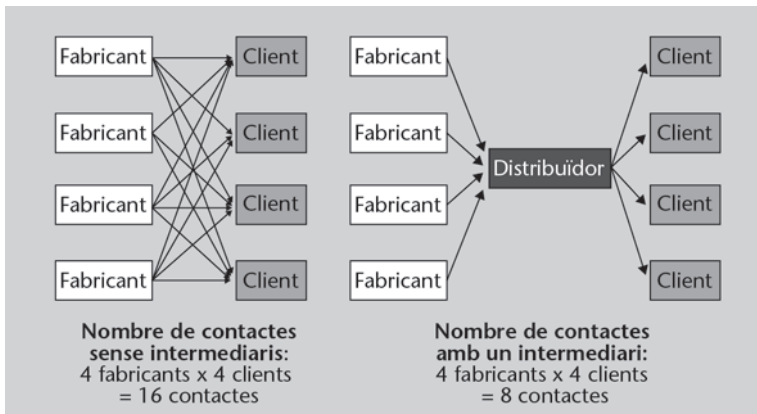 Fabricant
Client
Fabricant
Client
Fabricant
Client
Fabricant
Client
Nombre de contactes
sense intermediaris:
4 fabricants x 4 clients
= 16 contactes
Fabricant
Client
Fabricant
Client
Distribuïdor
Fabricant
Client
Fabricant
Client
Nombre de contactes
amb un intermediari:
4 fabricants x 4 clients
= 8 contactes